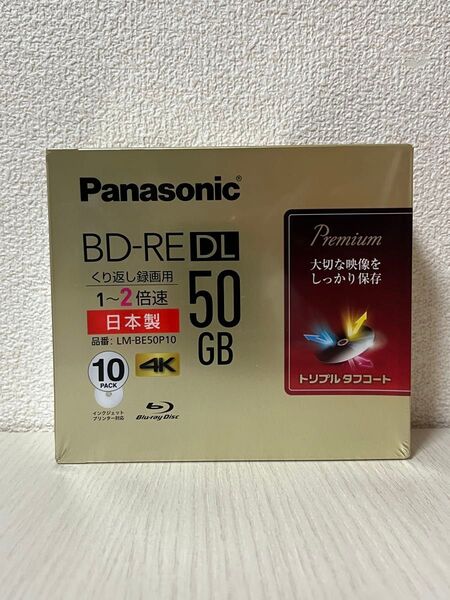 Panasonic®
BD-RE DL
くり返し録画用
1~2倍速
日本製
品番: LM-BE50P10
50
GB
10
PACK
インクジェット
プリンター対応
4K
Blu-ray Disc
Premium
大切な映像を
しっかり保存
トリプルタフコート